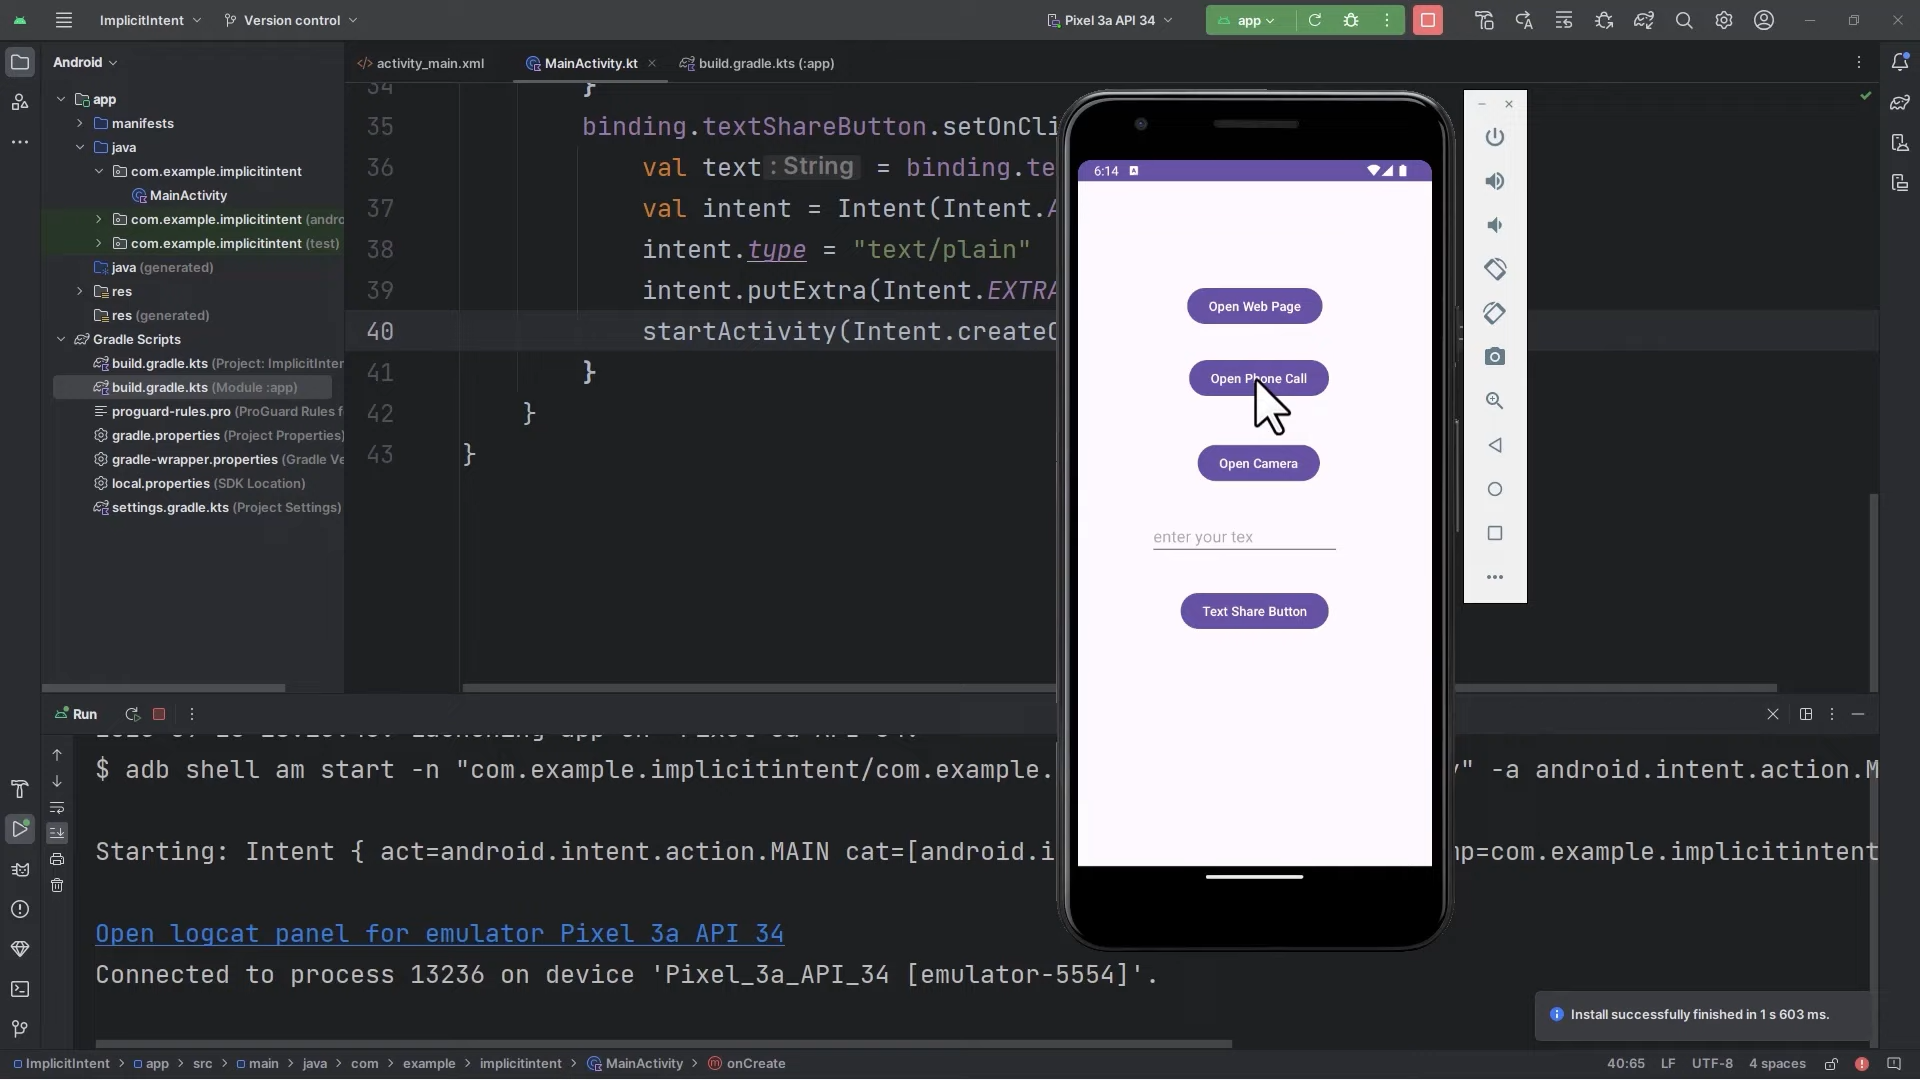 ImplicitIntent
Version control
Pixel 3a API 34
app
Android
activity_main.xml
MainActivity.kt
build.gradle.kts (:app)
app
manifests
java
com.example.implicitintent
MainActivity
com.example.implicitintent (andro
com.example.implicitintent (test)
java (generated)
res
res (generated)
Gradle Scripts
build.gradle.kts (Project: ImplicitInter
build.gradle.kts (Module :app)
proguard-rules.pro (ProGuard Rules f
gradle.properties (Project Properties)
gradle-wrapper.properties (Gradle Ve
local.properties (SDK Location)
settings.gradle.kts (Project Settings)
34 }
35 binding.textShareButton.setOnCli
36 val text : String = binding.te
37 val intent = Intent(Intent.A
38 intent.type = "text/plain"
39 intent.putExtra(Intent.EXTRA
40 startActivity(Intent.createC
41 }
42 }
43 }
6:14
Open Web Page
Open Phone Call
Open Camera
enter your tex
Text Share Button
Run
$ adb shell am start -n "com.example.implicitintent/com.example. y" -a android.intent.action.M
Starting: Intent { act=android.intent.action.MAIN cat=[android.i mp=com.example.implicitintent
Open logcat panel for emulator Pixel 3a API 34
Connected to process 13236 on device 'Pixel_3a_API_34 [emulator-5554]'.
Install successfully finished in 1 s 603 ms.
ImplicitIntent > app > src > main > java > com > example > implicitintent > MainActivity > onCreate
40:65 LF UTF-8 4 spaces